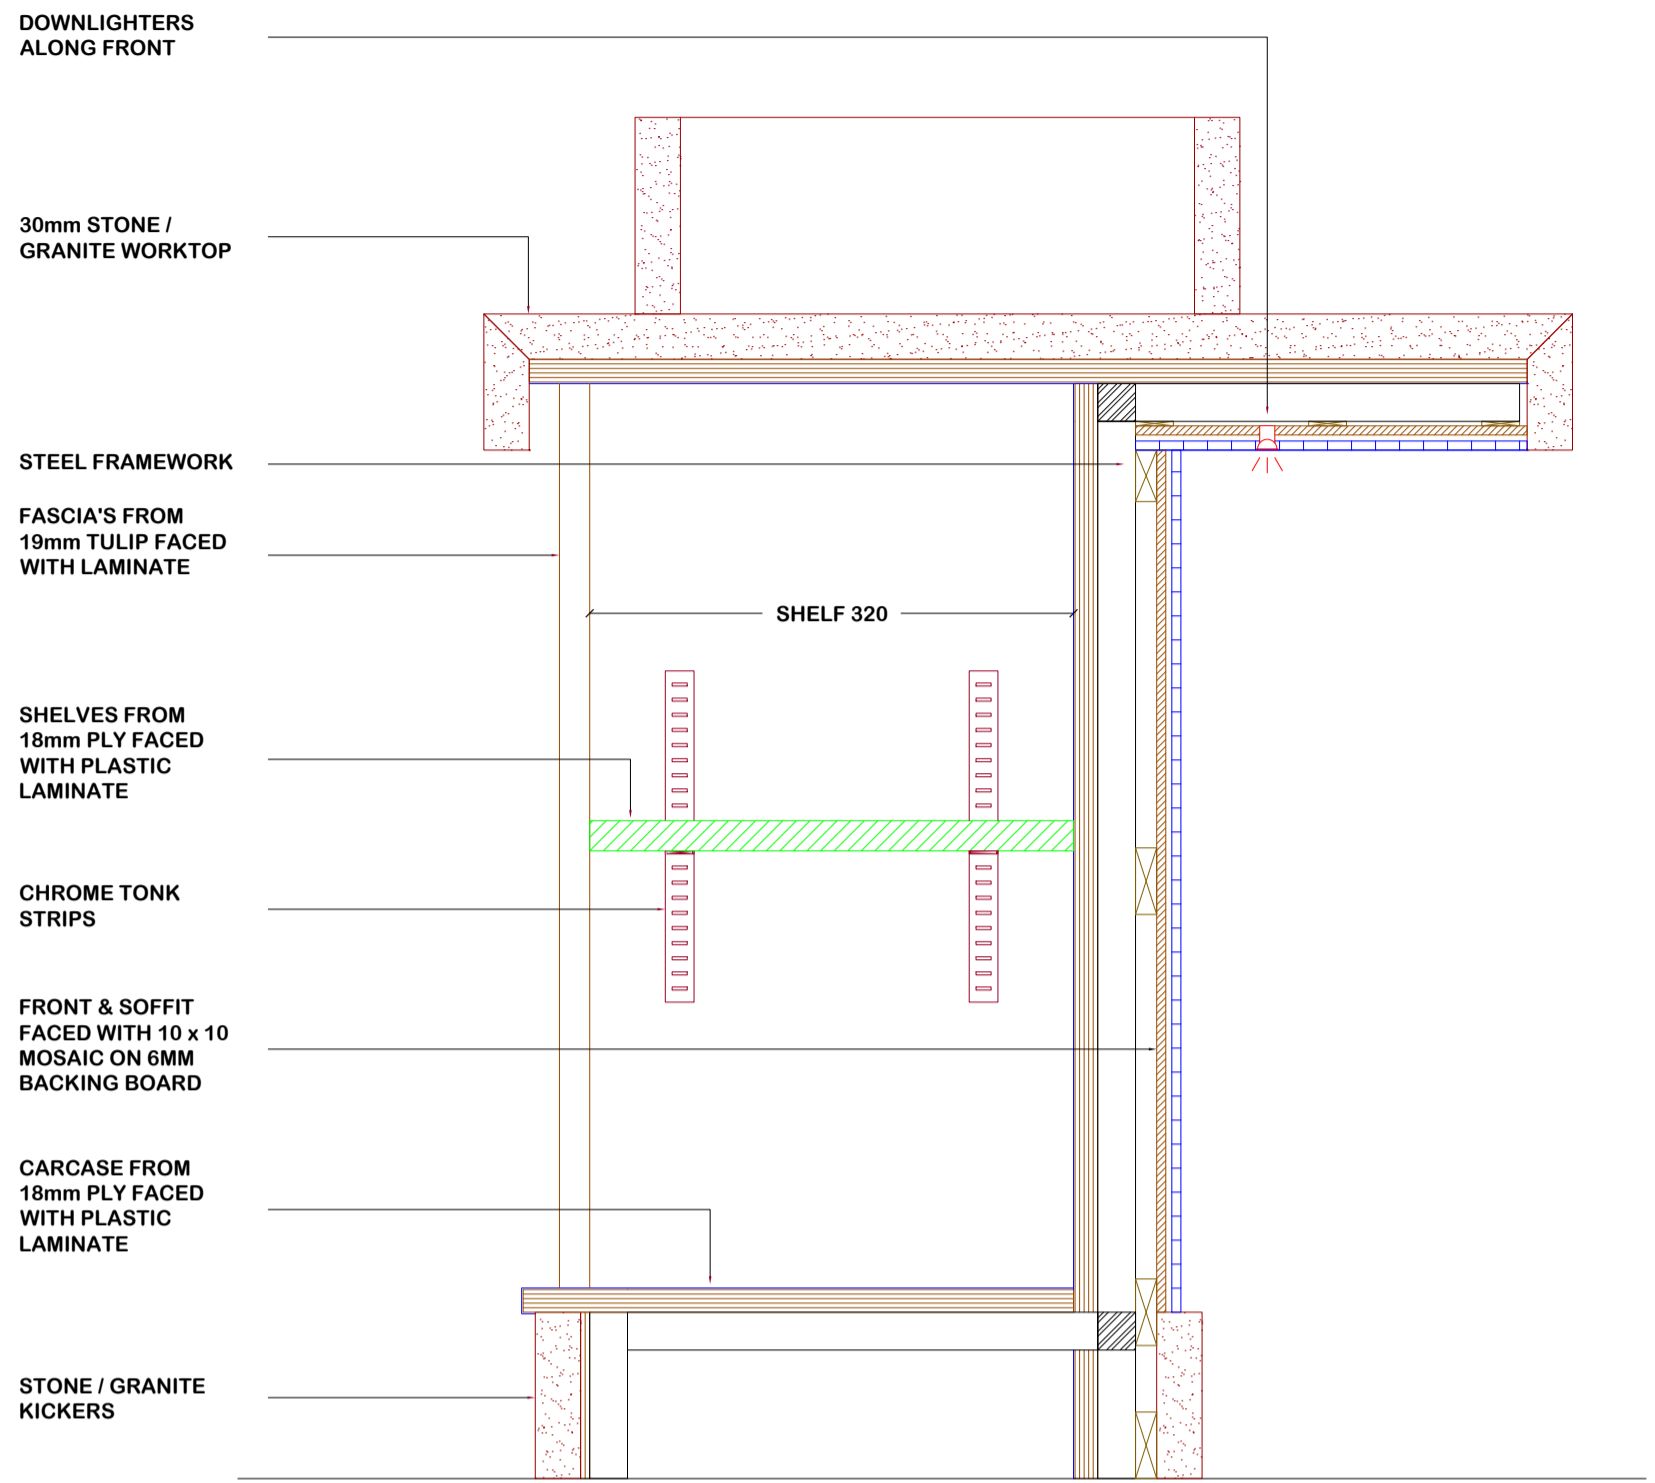 DOWNLIGHTERS
ALONG FRONT
30mm STONE /
GRANITE WORKTOP
STEEL FRAMEWORK
FASCIA'S FROM
19mm TULIP FACED
WITH LAMINATE
SHELF 320
SHELVES FROM
18mm PLY FACED
WITH PLASTIC
LAMINATE
CHROME TONK
STRIPS
FRONT & SOFFIT
FACED WITH 10 x 10
MOSAIC ON 6MM
BACKING BOARD
CARCASE FROM
18mm PLY FACED
WITH PLASTIC
LAMINATE
STONE / GRANITE
KICKERS